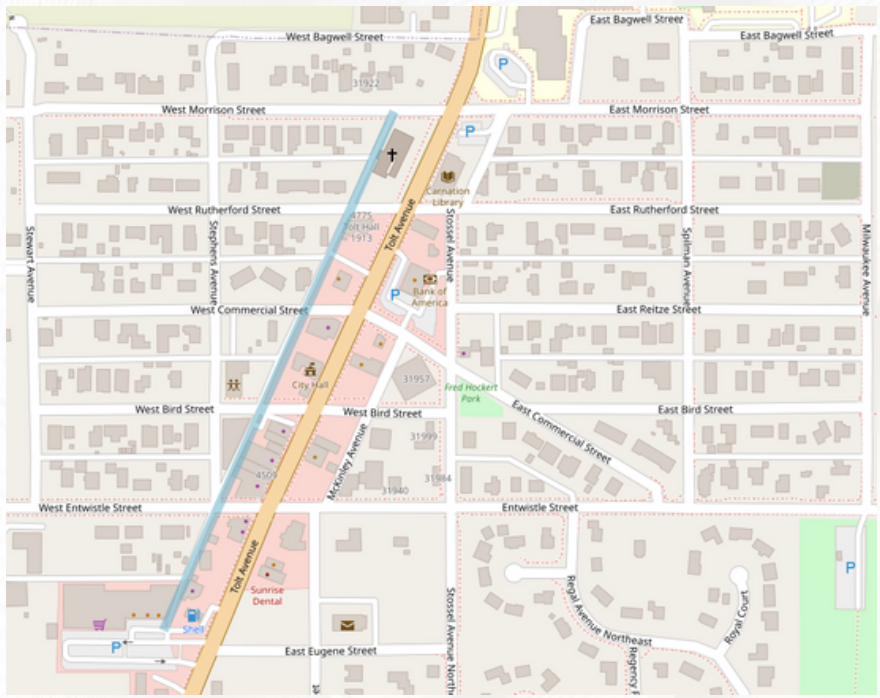 East Bagwell Street
West Bagwell Street
East Bagwell Street
P
31922
West Morrison Street
East Morrison Street
P
Carnation
Library
West Rutherford Street
East Rutherford Street
4775
Tolt Hall
1913
Tolt Avenue
Stossel Avenue
Stewart Avenue
Stephens Avenue
Spilman Avenue
Milwaukee Avenue
P
Bank of
America
West Commercial Street
East Reitze Street
City Hall
31957
Fred Hockert
Park
West Bird Street
West Bird Street
East Bird Street
East Commercial Street
McKinley Avenue
31999
4509
31984
31940
West Entwistle Street
Entwistle Street
Tolt Avenue
Sunrise
Dental
P
Shell
P
East Eugene Street
Stossel Avenue North
Regal Avenue Northeast
Regency P
Royal Court